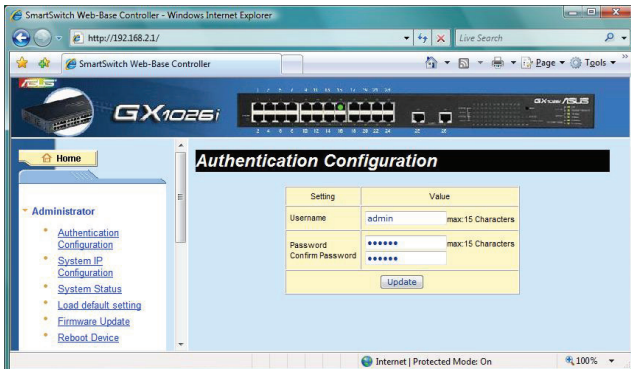 SmartSwitch Web-Base Controller - Windows Internet Explorer
http://192.168.2.1/
Live Search
SmartSwitch Web-Base Controller
Page
Tools
ASUS
GX1026i
GX1026i ASUS
Home
Authentication Configuration
Setting Value
Username admin max:15 Characters
Password max:15 Characters
Confirm Password
Update
Administrator
Authentication
Configuration
System IP
Configuration
System Status
Load default setting
Firmware Update
Reboot Device
Internet | Protected Mode: On
100%